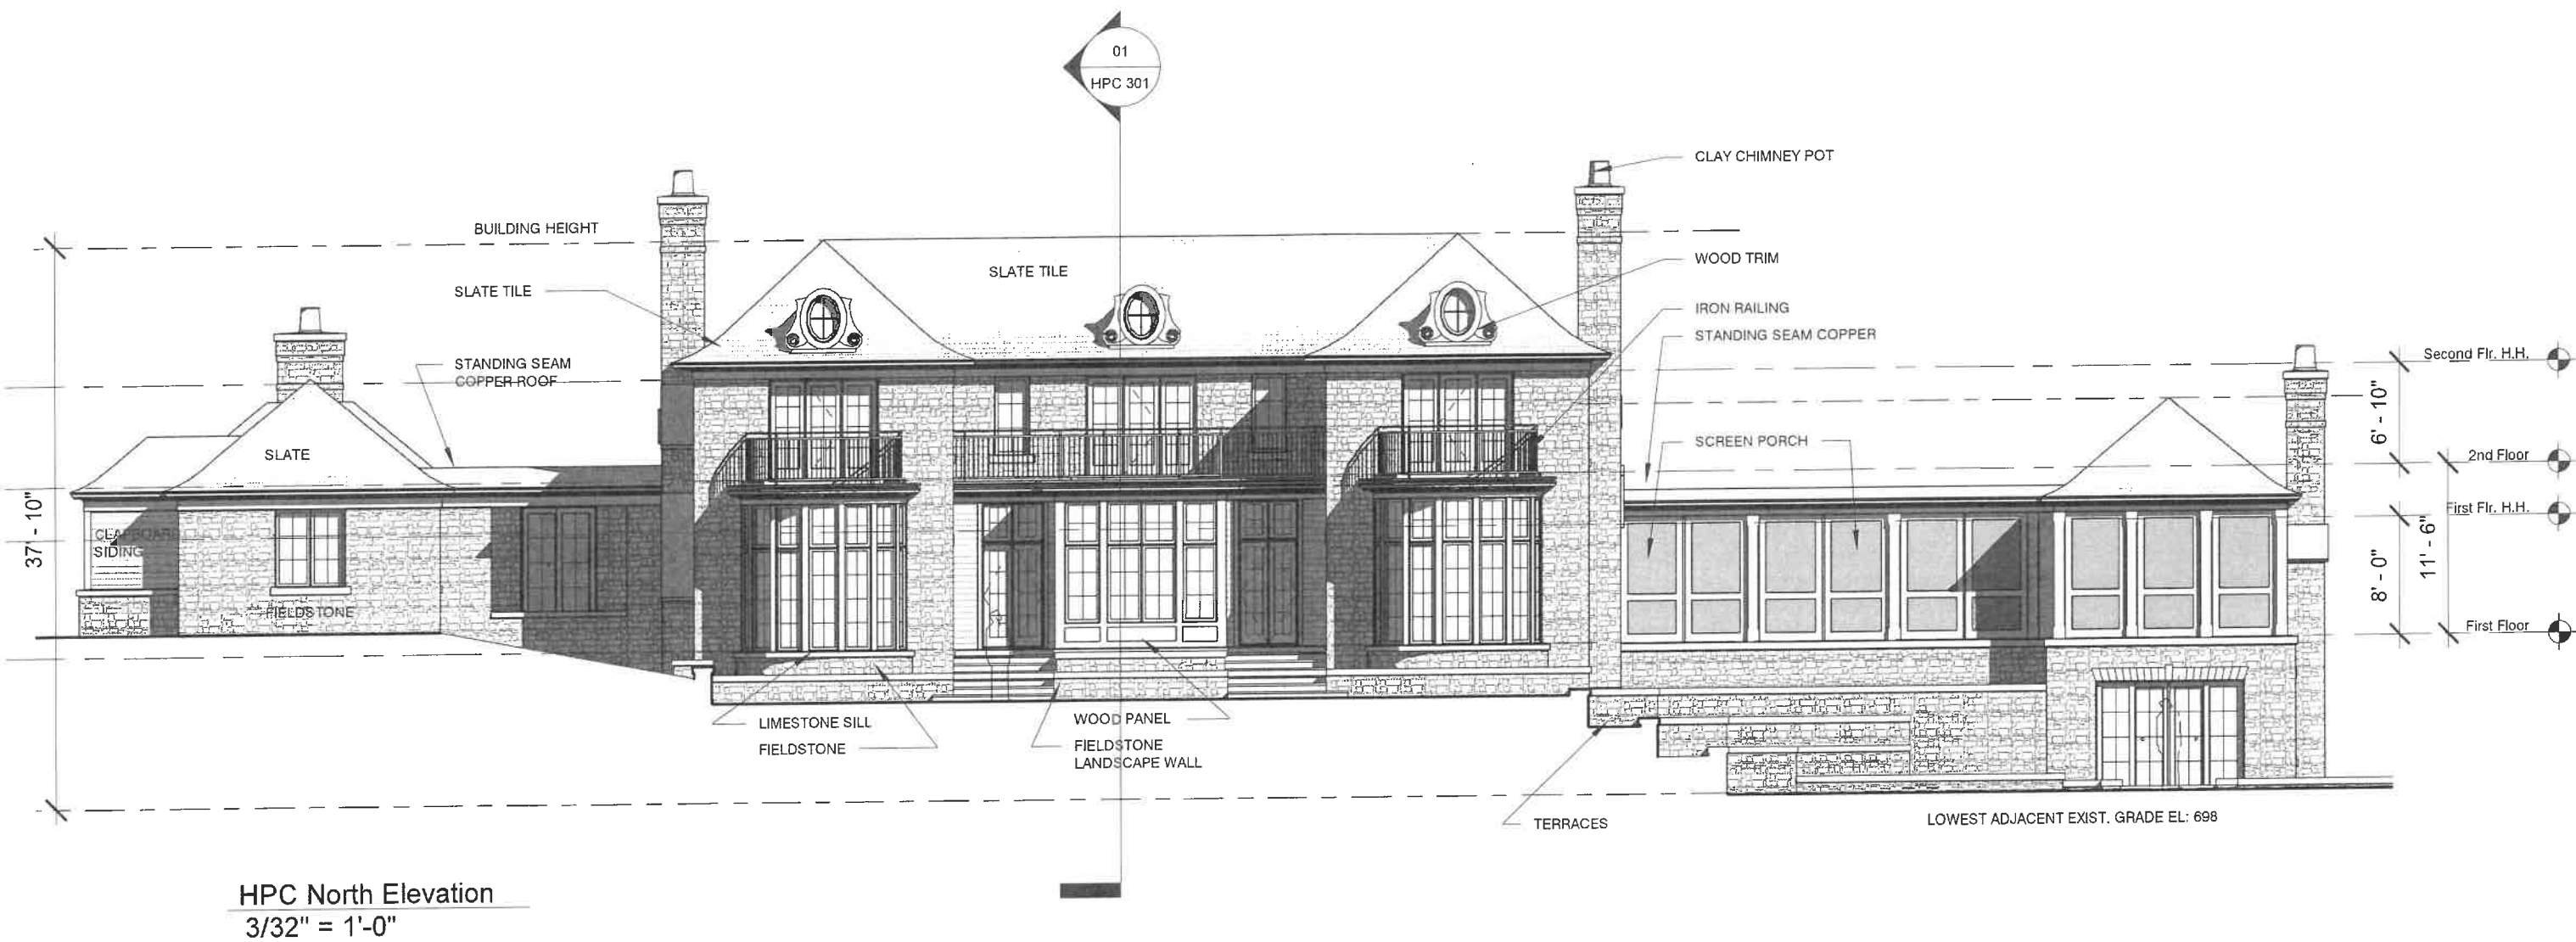 01
HPC 301
CLAY CHIMNEY POT
BUILDING HEIGHT
WOOD TRIM
SLATE TILE
SLATE TILE
IRON RAILING
STANDING SEAM COPPER
STANDING SEAM
COPPER ROOF
Second Flr. H.H.
6' - 10"
SLATE
SCREEN PORCH
2nd Floor
First Flr. H.H.
37' - 10"
CLAPBOARD
SIDING
11' - 6"
8' - 0"
FIELDSTONE
First Floor
LIMESTONE SILL
FIELDSTONE
WOOD PANEL
FIELDSTONE
LANDSCAPE WALL
TERRACES
LOWEST ADJACENT EXIST. GRADE EL: 698
HPC North Elevation
3/32" = 1'-0"